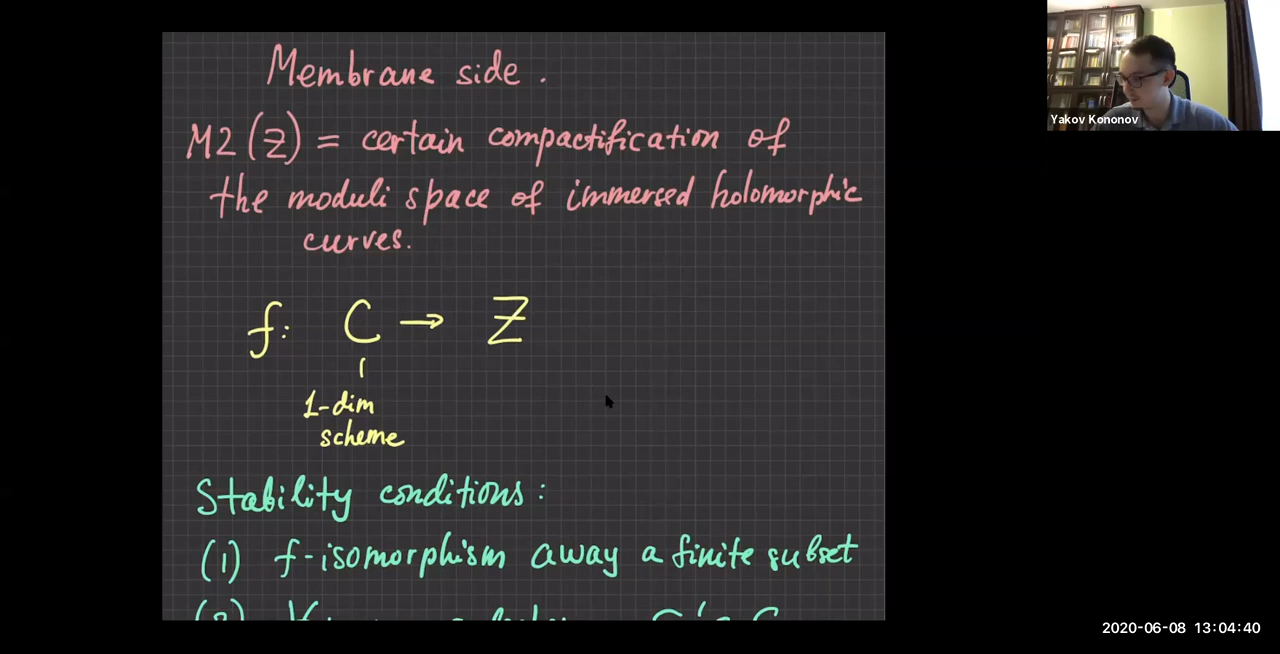 Membrane side.
M2(Z) = certain compactification of
the moduli space of immersed holomorphic
curves.
f: C → Z
1-dim
scheme
Stability conditions:
(1) f-isomorphism away a finite subset
(2)
Yakov Kononov
2020-06-08 13:04:40